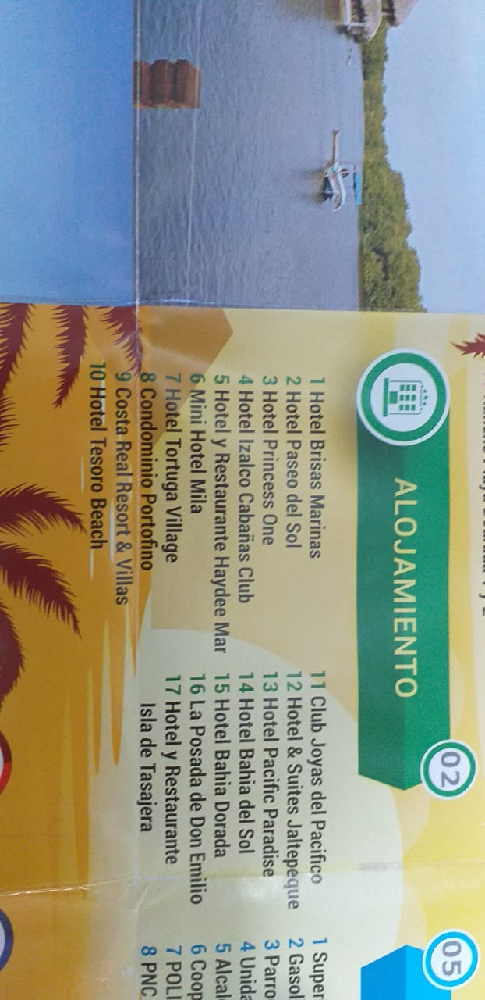 ALOJAMIENTO
02
1 Hotel Brisas Marinas
2 Hotel Paseo del Sol
3 Hotel Princess One
4 Hotel Izalco Cabañas Club
5 Hotel y Restaurante Haydee Mar
6 Mini Hotel Mila
7 Hotel Tortuga Village
8 Condominio Portofino
9 Costa Real Resort & Villas
10 Hotel Tesoro Beach
11 Club Joyas del Pacifico
12 Hotel & Suites Jaltepeque
13 Hotel Pacific Paradise
14 Hotel Bahia del Sol
15 Hotel Bahia Dorada
16 La Posada de Don Emilio
17 Hotel y Restaurante
Isla de Tasajera
05
1 Super
2 Gasol
3 Parro
4 Unida
5 Alcal
6 Coop
7 POLI
8 PNC